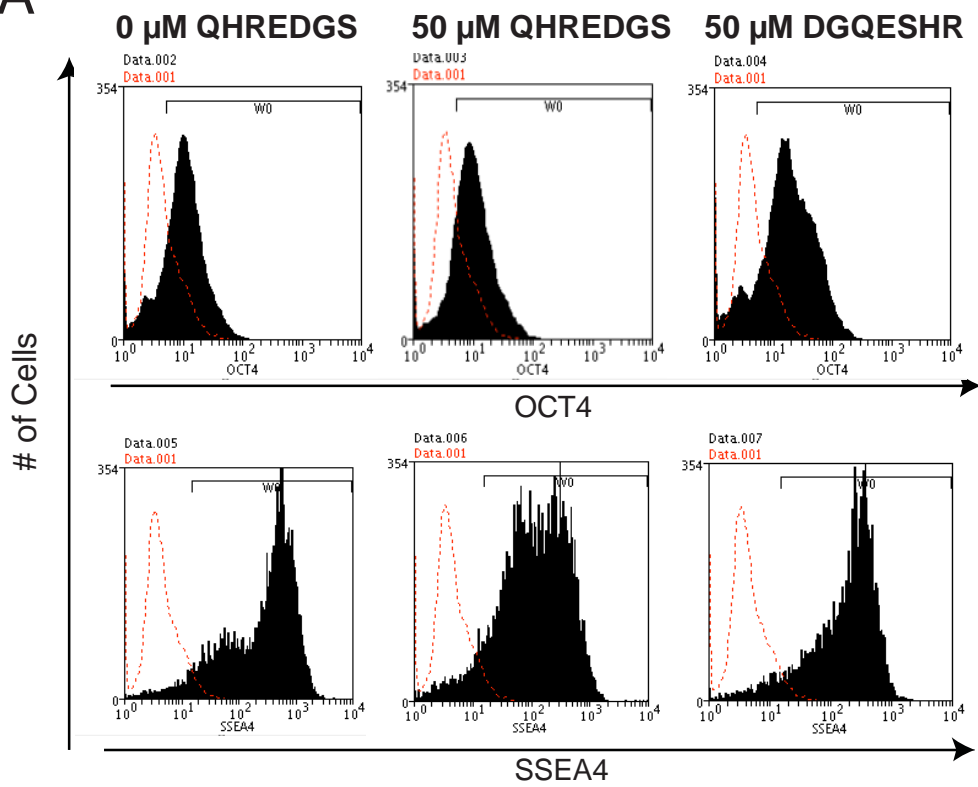 A
0 µM QHREDGS 50 µM QHREDGS 50 µM DGQESHR
Data.002
Data.001
354
W0
0
10^0 10^1 10^2 10^3 10^4
OCT4
Data.003
Data.001
354
W0
0
10^0 10^1 10^2 10^3 10^4
OCT4
Data.004
Data.001
354
W0
0
10^0 10^1 10^2 10^3 10^4
OCT4
OCT4
# of Cells
Data.005
Data.001
354
W0
0
10^0 10^1 10^2 10^3 10^4
SSEA4
Data.006
Data.001
354
W0
0
10^0 10^1 10^2 10^3 10^4
SSEA4
Data.007
Data.001
354
W0
0
10^0 10^1 10^2 10^3 10^4
SSEA4
SSEA4